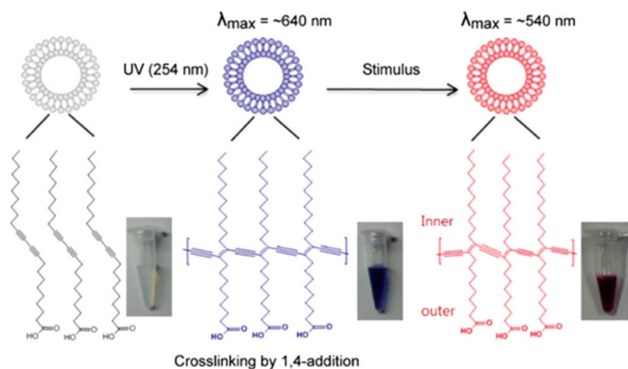 λmax = ~640 nm
λmax = ~540 nm
UV (254 nm)
Stimulus
Inner
outer
HO O HO O HO O
HO O HO O HO O
HO O HO O HO O
Crosslinking by 1,4-addition